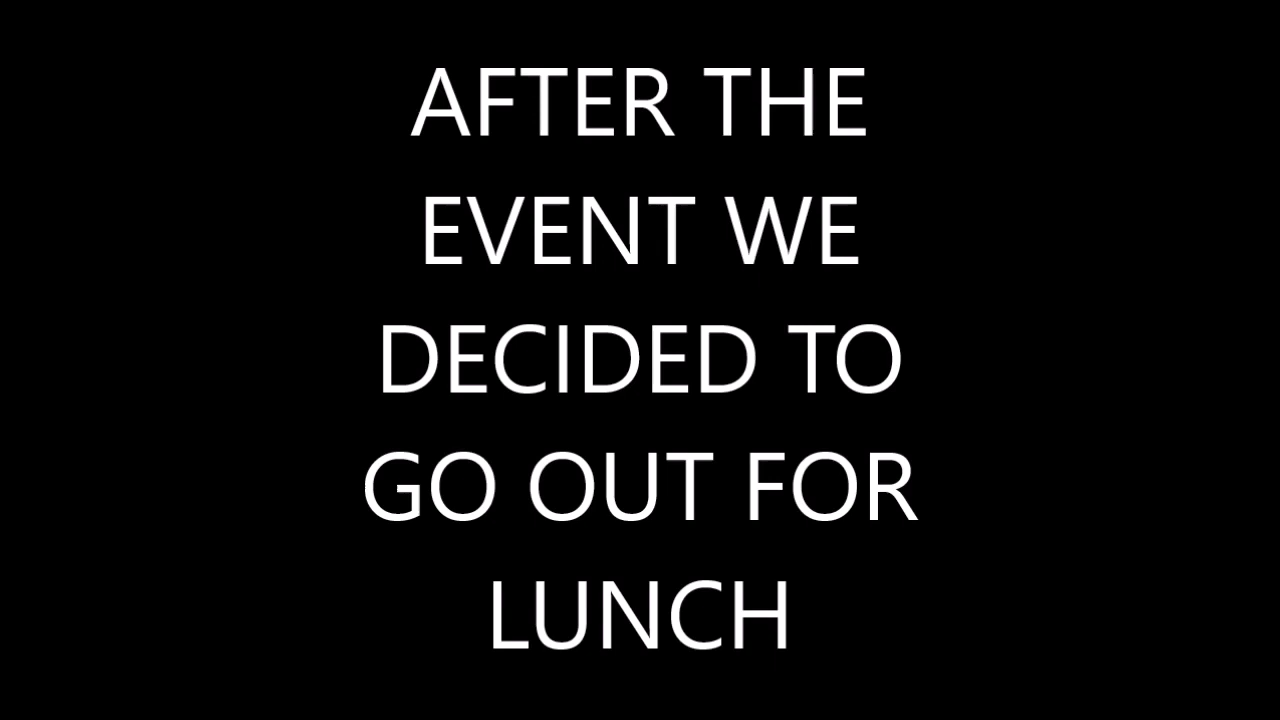 AFTER THE
EVENT WE
DECIDED TO
GO OUT FOR
LUNCH